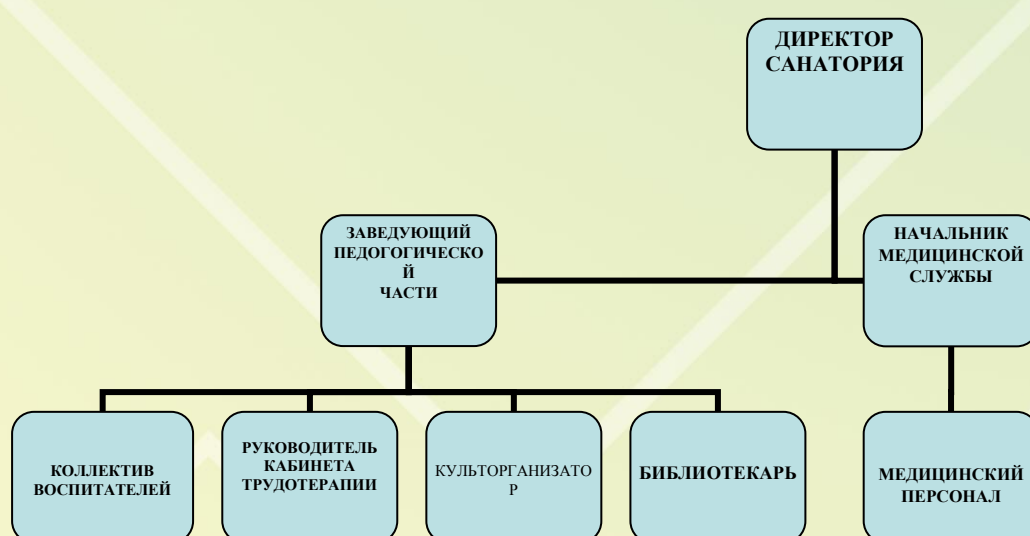 ДИРЕКТОР
САНАТОРИЯ
ЗАВЕДУЮЩИЙ
ПЕДОГОГИЧЕСКО
Й
ЧАСТИ
НАЧАЛЬНИК
МЕДИЦИНСКОЙ
СЛУЖБЫ
КОЛЛЕКТИВ
ВОСПИТАТЕЛЕЙ
РУКОВОДИТЕЛЬ
КАБИНЕТА
ТРУДОТЕРАПИИ
КУЛЬТОРГАНИЗАТО
Р
БИБЛИОТЕКАРЬ
МЕДИЦИНСКИЙ
ПЕРСОНАЛ